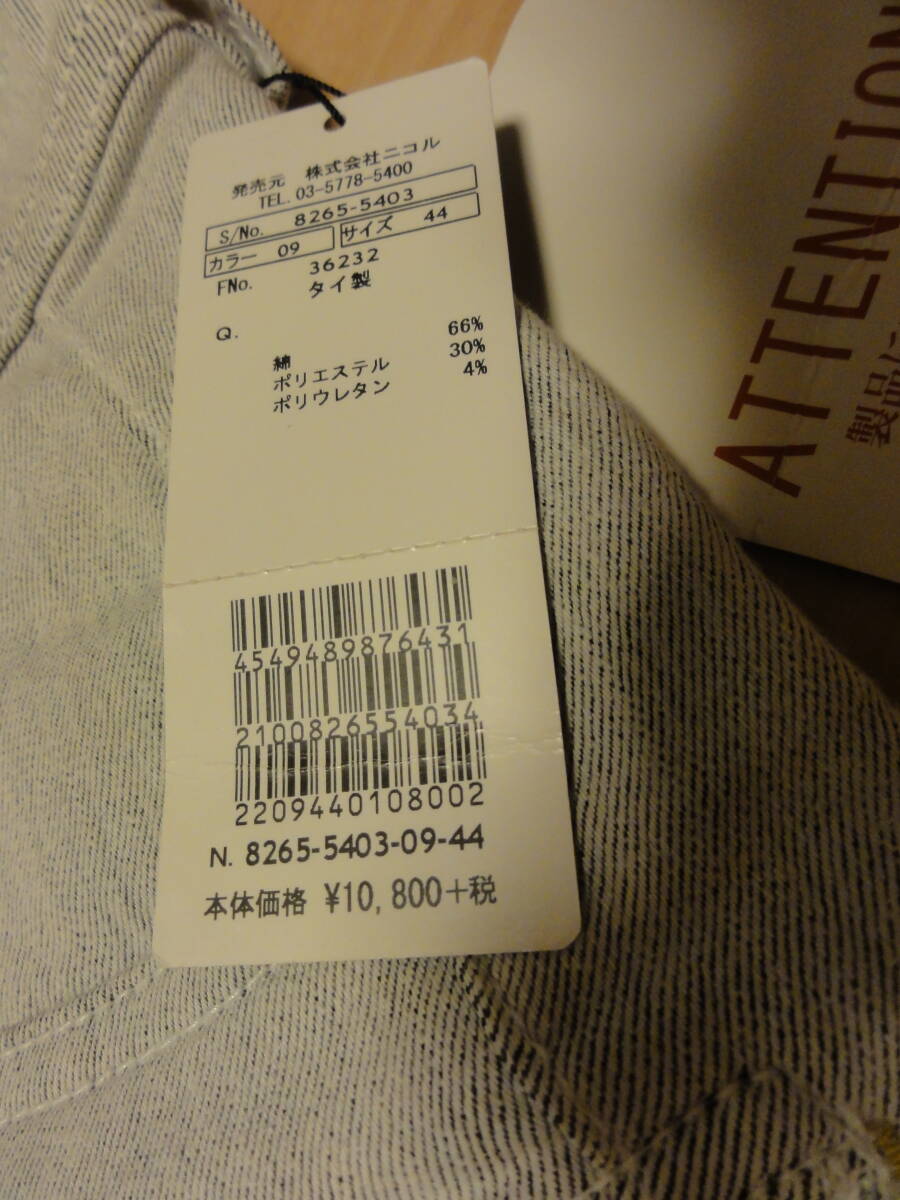 発売元 株式会社ニコル
TEL. 03-5778-5400
S/No. 8265-5403
カラー 09 サイズ 44
FNo. 36232
タイ製
Q.
綿 66%
ポリエステル 30%
ポリウレタン 4%
4549489876431
2100826554034
2209440108002
N. 8265-5403-09-44
本体価格 ¥10,800+税
ATTENTION
製品に